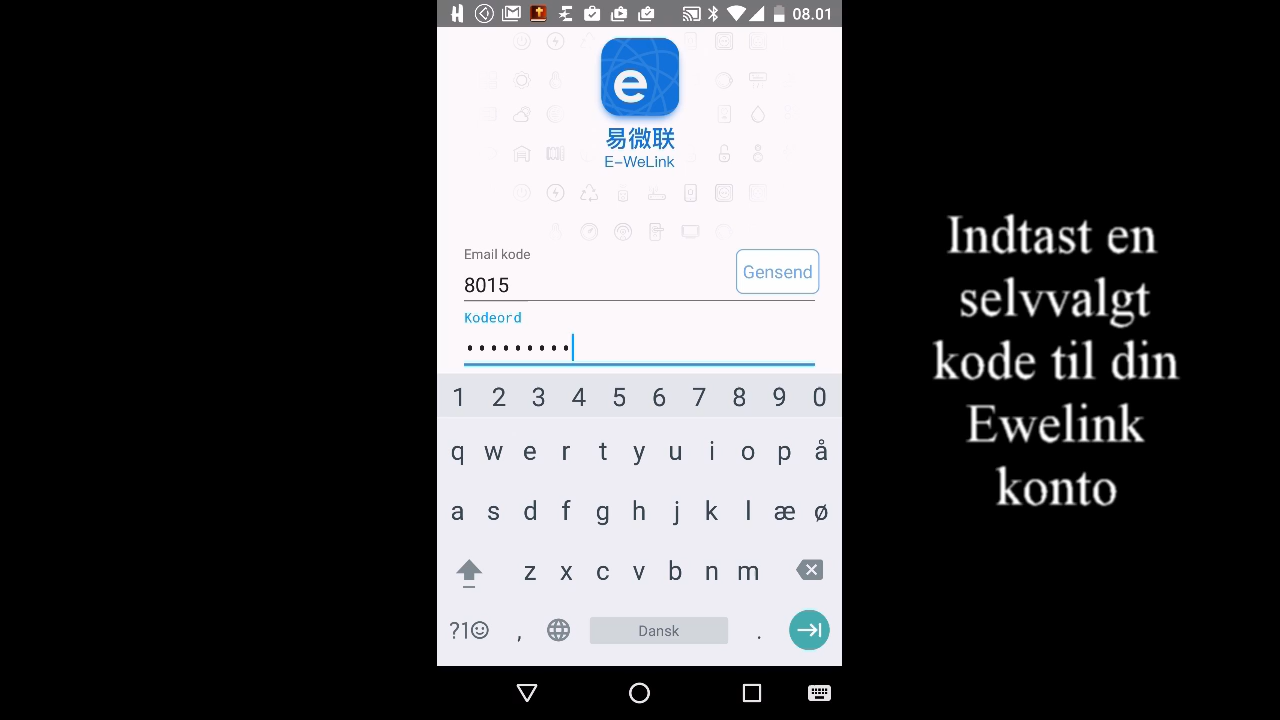 08.01
e
易微联
E-WeLink
Email kode
8015
Gensend
Kodeord
•••••••••
1 2 3 4 5 6 7 8 9 0
q w e r t y u i o p å
a s d f g h j k l æ ø
z x c v b n m
?1☺ , Dansk .
Indtast en
selvvalgt
kode til din
Ewelink
konto